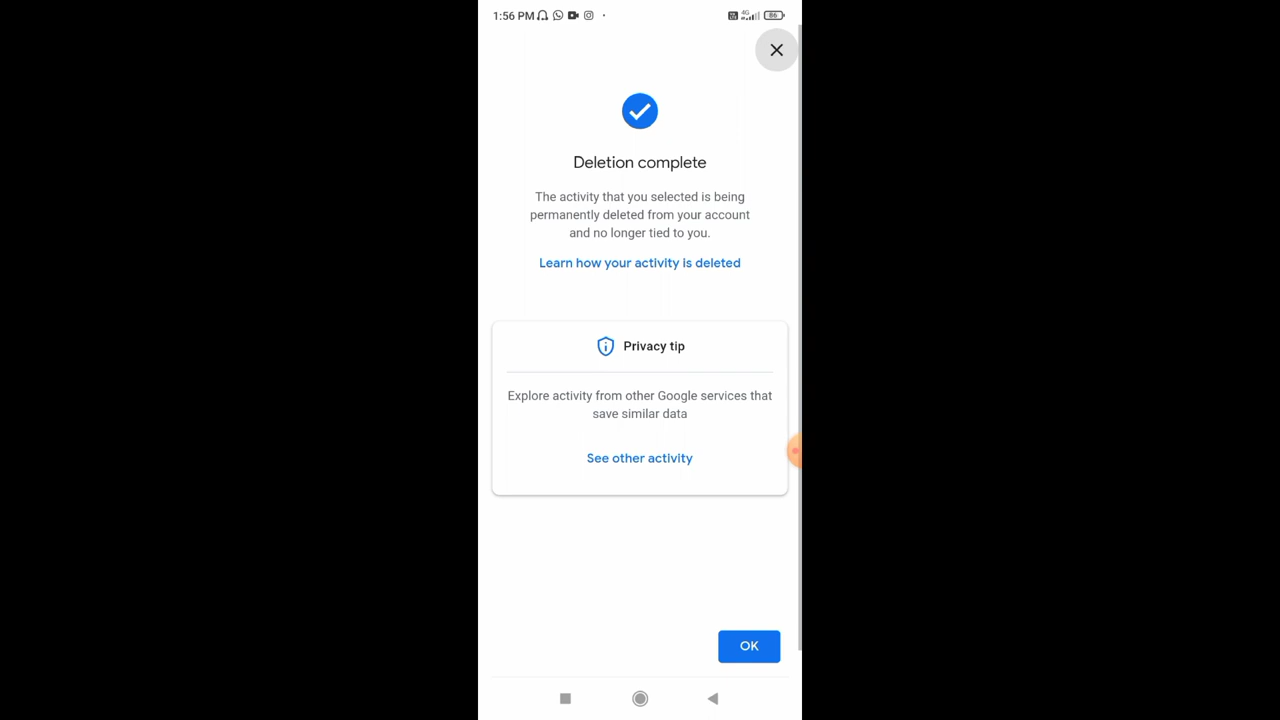 1:56 PM 4G 86
Deletion complete
The activity that you selected is being
permanently deleted from your account
and no longer tied to you.
Learn how your activity is deleted
Privacy tip
Explore activity from other Google services that
save similar data
See other activity
OK